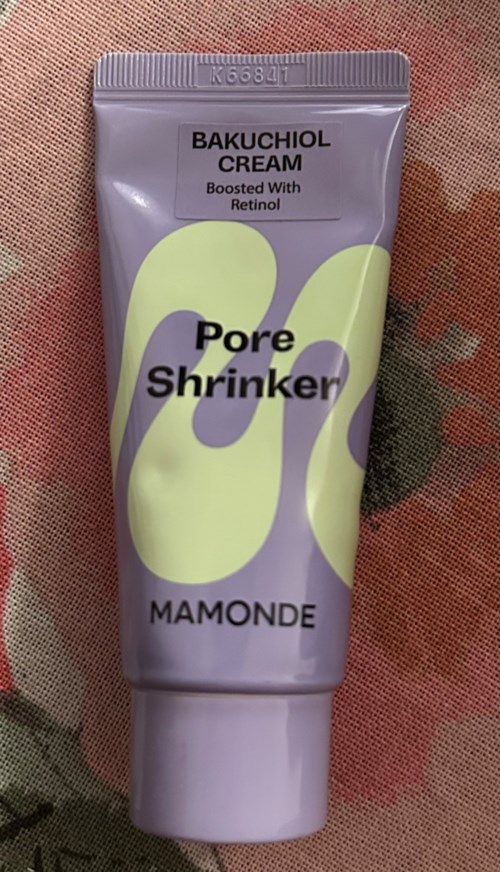 K66841
BAKUCHIOL
CREAM
Boosted With
Retinol
Pore
Shrinker
MAMONDE